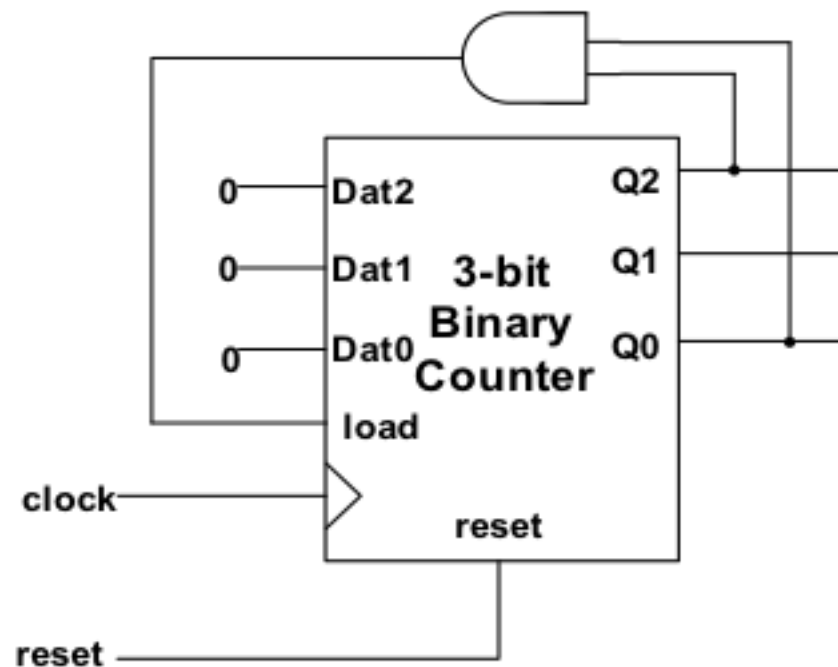 0 Dat2 Q2
0 Dat1 3-bit Q1
Binary
0 Dat0 Q0
Counter
load
clock
reset
reset